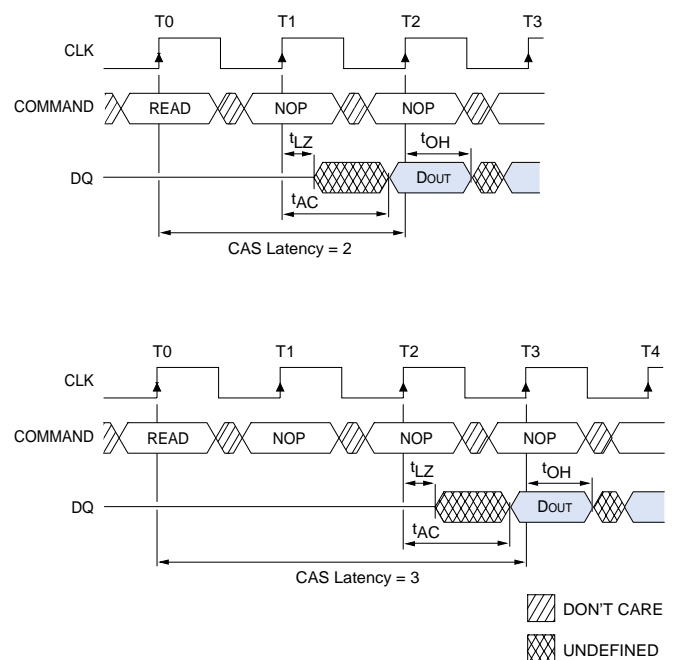 T0 T1 T2 T3
CLK
COMMAND READ NOP NOP
tLZ tOH
DQ DOUT
tAC
CAS Latency = 2
T0 T1 T2 T3 T4
CLK
COMMAND READ NOP NOP NOP
tLZ tOH
DQ DOUT
tAC
CAS Latency = 3
DON'T CARE
UNDEFINED